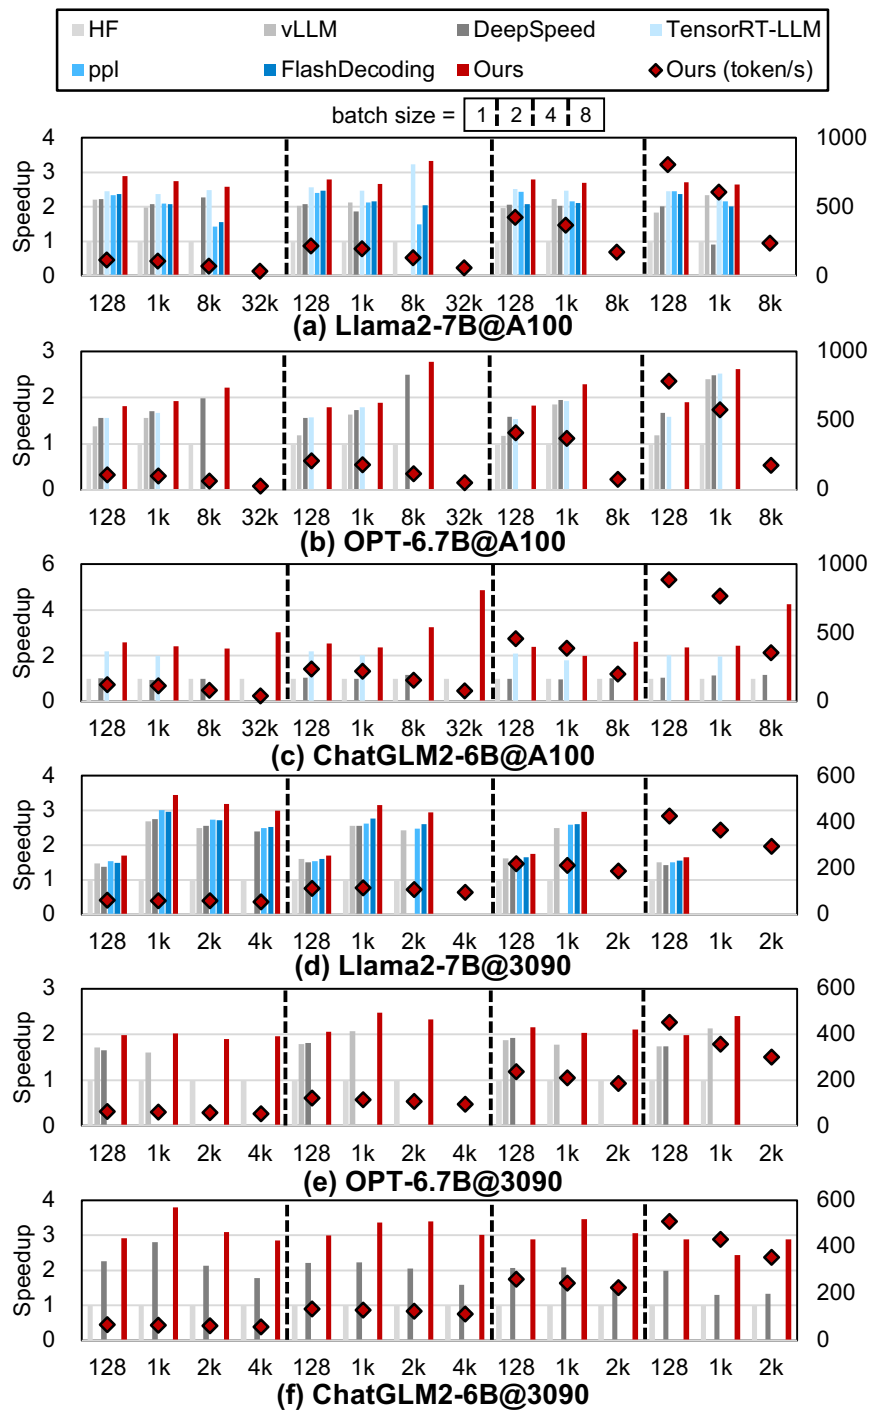 HF vLLM DeepSpeed TensorRT-LLM
ppl FlashDecoding Ours Ours (token/s)
batch size = 1 2 4 8
4 3 2 1 0
Speedup
1000 500 0
128 1k 8k 32k 128 1k 8k 32k 128 1k 8k 128 1k 8k
(a) Llama2-7B@A100
3 2 1 0
Speedup
1000 500 0
128 1k 8k 32k 128 1k 8k 32k 128 1k 8k 128 1k 8k
(b) OPT-6.7B@A100
6 4 2 0
Speedup
1000 500 0
128 1k 8k 32k 128 1k 8k 32k 128 1k 8k 128 1k 8k
(c) ChatGLM2-6B@A100
4 3 2 1 0
Speedup
600 400 200 0
128 1k 2k 4k 128 1k 2k 4k 128 1k 2k 128 1k 2k
(d) Llama2-7B@3090
3 2 1 0
Speedup
600 400 200 0
128 1k 2k 4k 128 1k 2k 4k 128 1k 2k 128 1k 2k
(e) OPT-6.7B@3090
4 3 2 1 0
Speedup
600 400 200 0
128 1k 2k 4k 128 1k 2k 4k 128 1k 2k 128 1k 2k
(f) ChatGLM2-6B@3090